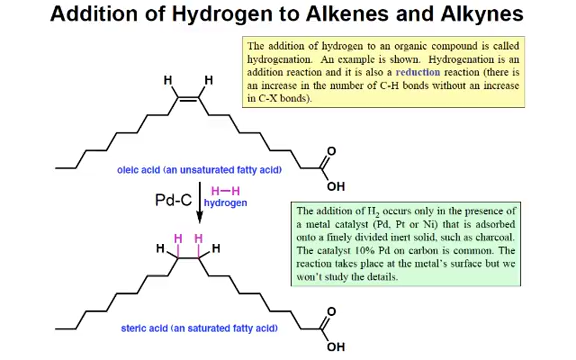 Addition of Hydrogen to Alkenes and Alkynes
The addition of hydrogen to an organic compound is called
hydrogenation. An example is shown. Hydrogenation is an
addition reaction and it is also a reduction reaction (there is
an increase in the number of C-H bonds without an increase
in C-X bonds).
H H
O
OH
oleic acid (an unsaturated fatty acid)
Pd-C
H—H
hydrogen
The addition of H₂ occurs only in the presence of
a metal catalyst (Pd, Pt or Ni) that is adsorbed
onto a finely divided inert solid, such as charcoal.
The catalyst 10% Pd on carbon is common. The
reaction takes place at the metal's surface but we
won't study the details.
H H
H H
O
OH
steric acid (an saturated fatty acid)